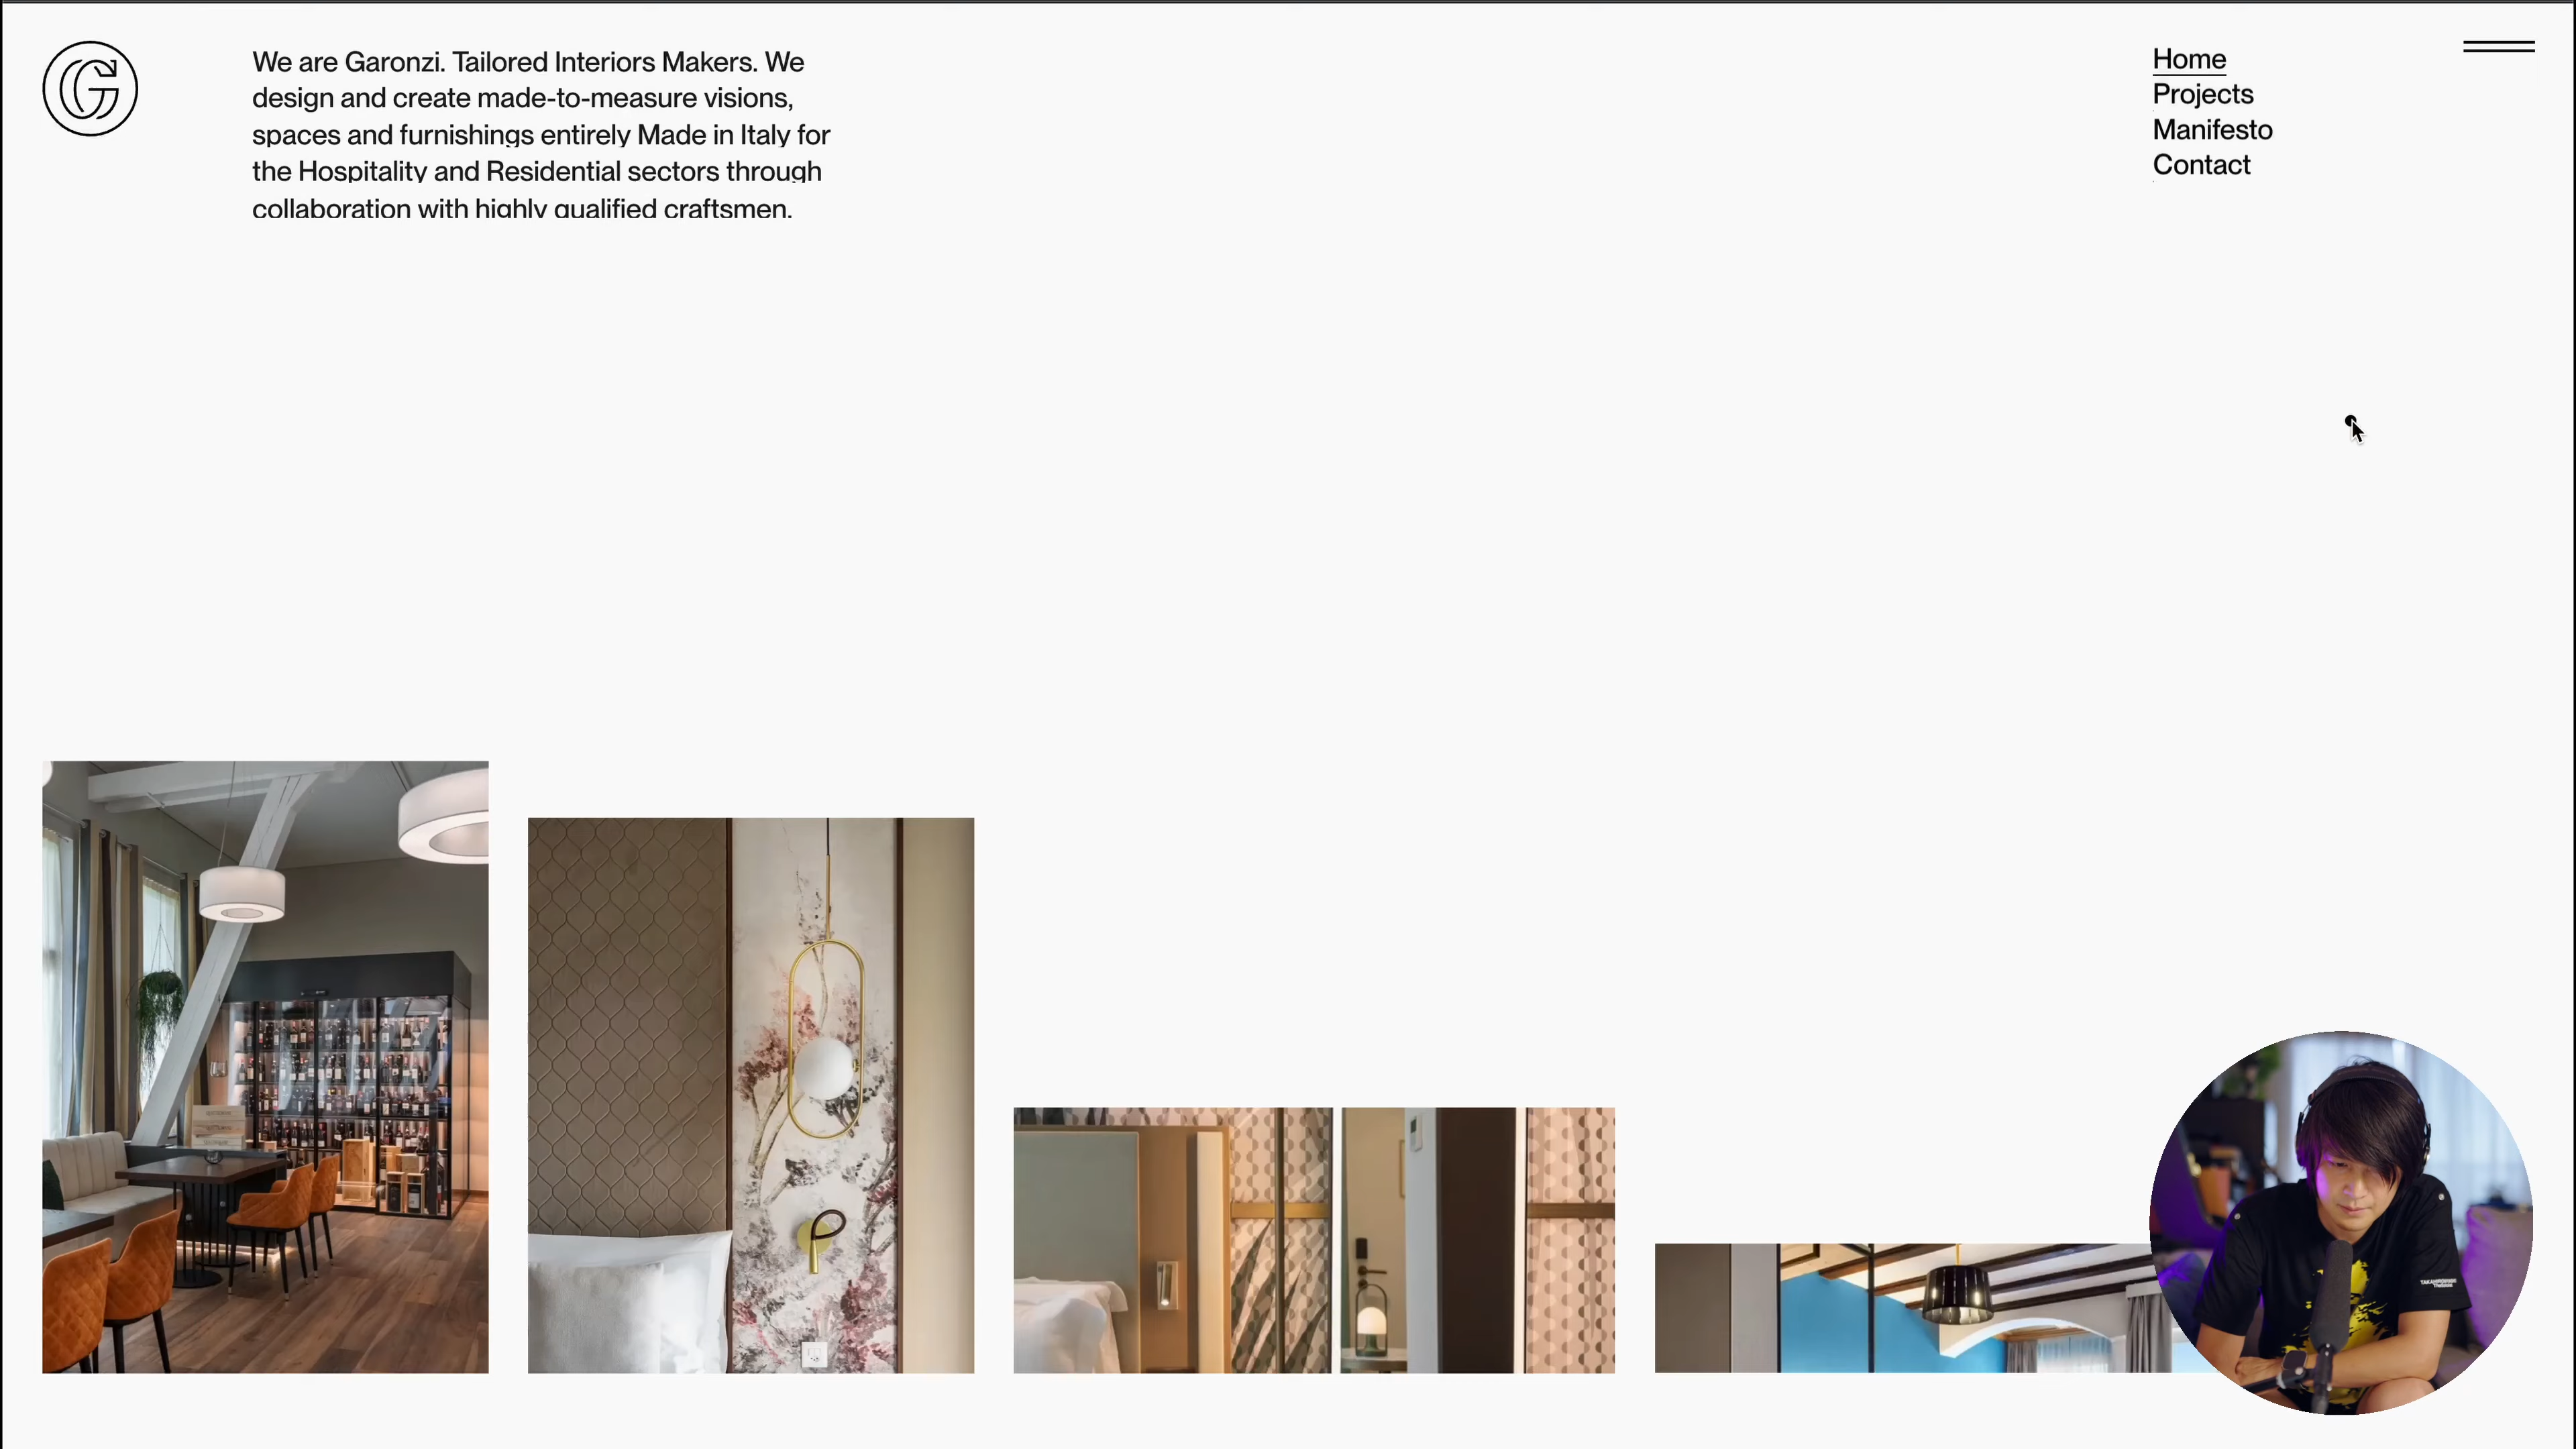 We are Garonzi. Tailored Interiors Makers. We
design and create made-to-measure visions,
spaces and furnishings entirely Made in Italy for
the Hospitality and Residential sectors through
collaboration with highly qualified craftsmen.
Home
Projects
Manifesto
Contact